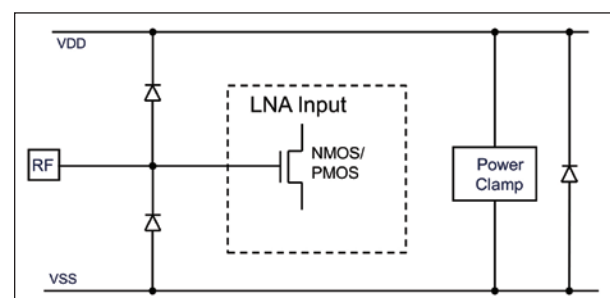 VDD
LNA Input
RF
NMOS/
PMOS
Power
Clamp
VSS